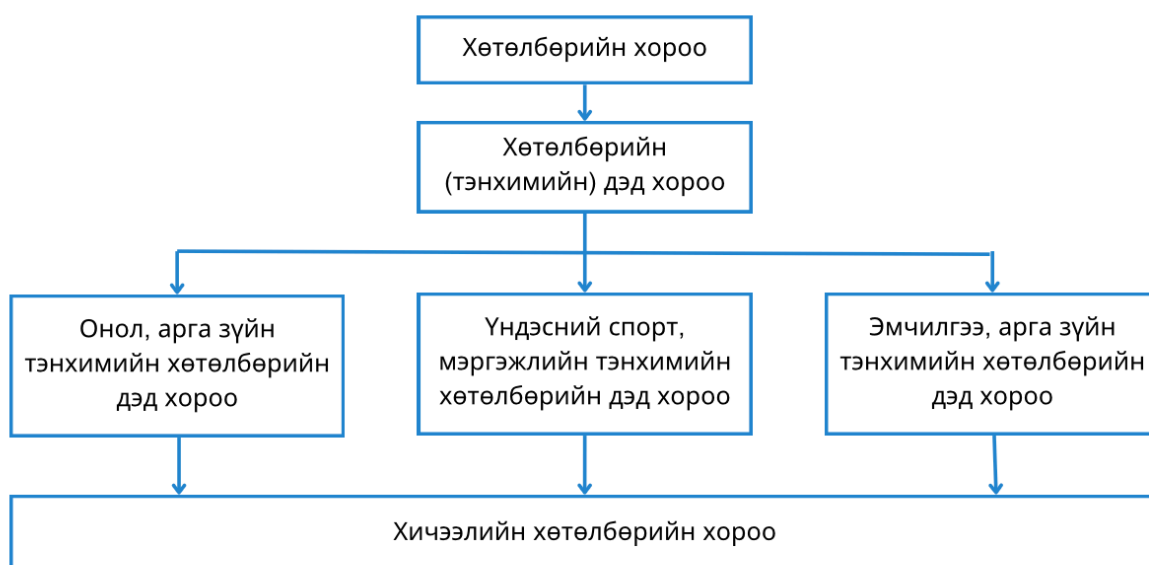 Хөтөлбөрийн хороо
Хөтөлбөрийн
(тэнхимийн) дэд хороо
Онол, арга зүйн
тэнхимийн хөтөлбөрийн
дэд хороо
Үндэсний спорт,
мэргэжлийн тэнхимийн
хөтөлбөрийн дэд хороо
Эмчилгээ, арга зүйн
тэнхимийн хөтөлбөрийн
дэд хороо
Хичээлийн хөтөлбөрийн хороо